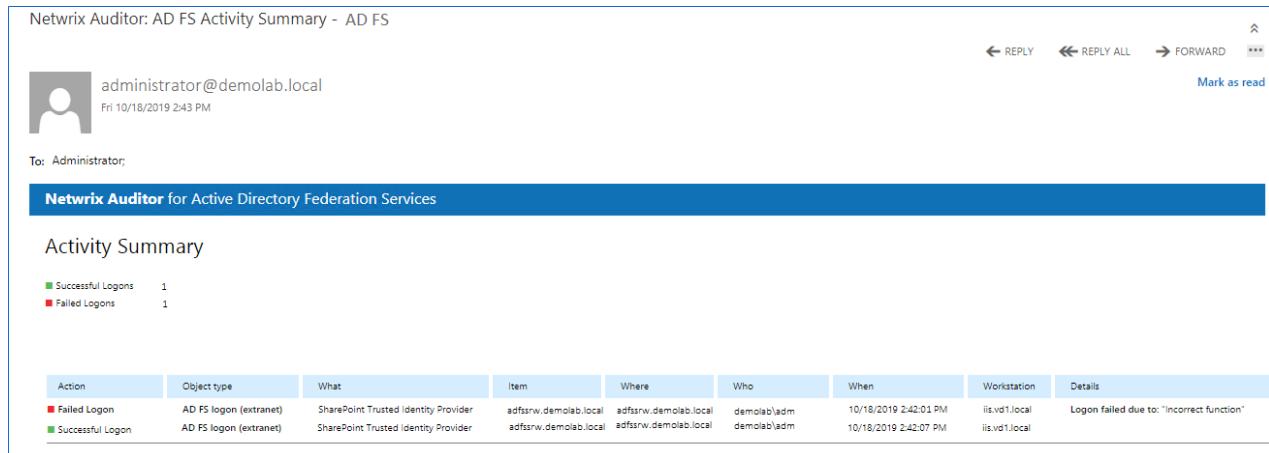 Netwrix Auditor: AD FS Activity Summary - AD FS
REPLY REPLY ALL FORWARD
administrator@demolab.local
Mark as read
Fri 10/18/2019 2:43 PM
To: Administrator;
Netwrix Auditor for Active Directory Federation Services
Activity Summary
Successful Logons 1
Failed Logons 1
Action Object type What Item Where Who When Workstation Details
Failed Logon AD FS logon (extranet) SharePoint Trusted Identity Provider adfssrw.demolab.local adfssrw.demolab.local demolab\adm 10/18/2019 2:42:01 PM iis.vd1.local Logon failed due to: "Incorrect function"
Successful Logon AD FS logon (extranet) SharePoint Trusted Identity Provider adfssrw.demolab.local adfssrw.demolab.local demolab\adm 10/18/2019 2:42:07 PM iis.vd1.local